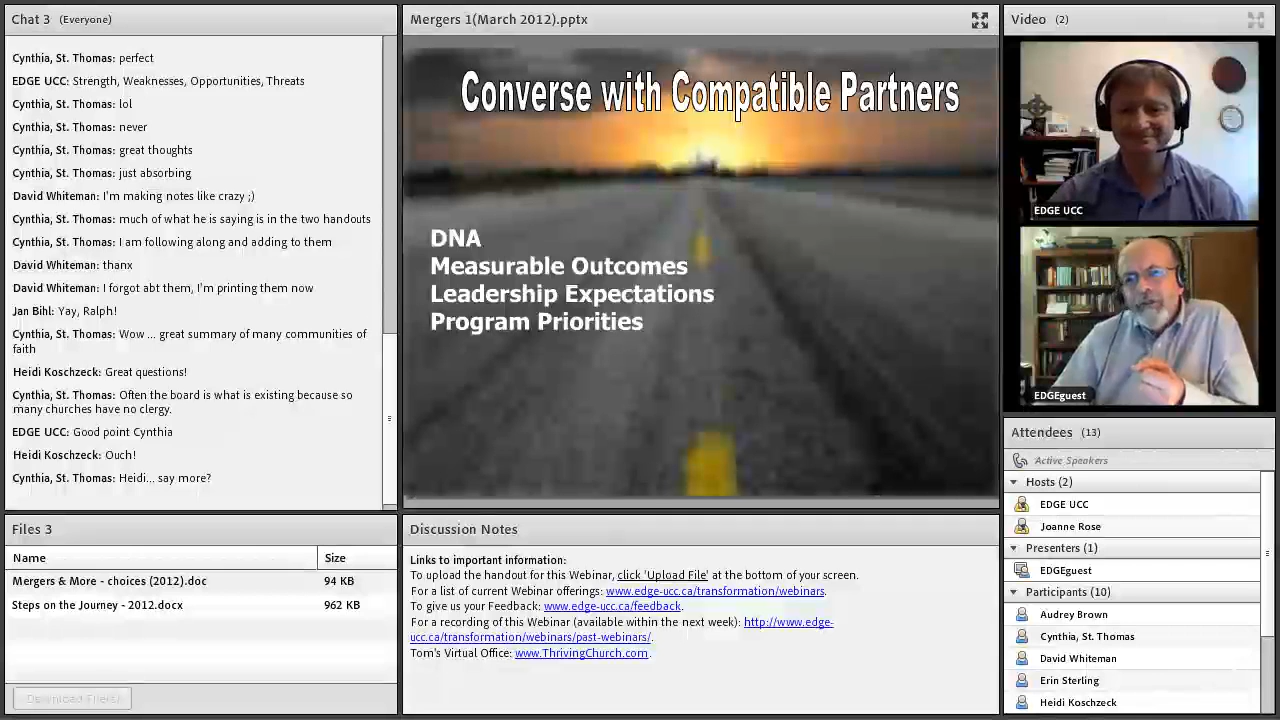 Chat 3 (Everyone)
Cynthia, St. Thomas: perfect
EDGE UCC: Strength, Weaknesses, Opportunities, Threats
Cynthia, St. Thomas: lol
Cynthia, St. Thomas: never
Cynthia, St. Thomas: great thoughts
Cynthia, St. Thomas: just absorbing
David Whiteman: I'm making notes like crazy ;)
Cynthia, St. Thomas: much of what he is saying is in the two hantouts
Cynthia, St. Thomas: I am following along and adding to them
David Whiteman: thanx
David Whiteman: I forgot abt them, I'm printing them now
Jan Bihl: Yay, Ralph!
Cynthia, St. Thomas: Wow ... great summary of many communities of
faith
Heidi Koschzeck: Great questions!
Cynthia, St. Thomas: Often the board is what is existing because so
many churches have no clergy.
EDGE UCC: Good point Cynthia
Heidi Koschzeck: Ouch!
Cynthia, St. Thomas: Heidi... say more?
Files 3
Name Size
Mergers & More - choices (2012).doc 94 KB
Steps on the Journey - 2012.docx 962 KB
Download File(s)
Mergers 1(March 2012).pptx
Converse with Compatible Partners
DNA
Measurable Outcomes
Leadership Expectations
Program Priorities
Discussion Notes
Links to important information:
To upload the handout for this Webinar, click 'Upload File' at the bottom of your screen.
For a list of current Webinar offerings: www.edge-ucc.ca/transformation/webinars.
To give us your Feedback: www.edge-ucc.ca/feedback.
For a recording of this Webinar (available within the next week): http://www.edge-
ucc.ca/transformation/webinars/past-webinars/.
Tom's Virtual Office: www.ThrivingChurch.com.
Video (2)
EDGE UCC
EDGEguest
Attendees (13)
Active Speakers
Hosts (2)
EDGE UCC
Joanne Rose
Presenters (1)
EDGEguest
Participants (10)
Audrey Brown
Cynthia, St. Thomas
David Whiteman
Erin Sterling
Heidi Koschzeck